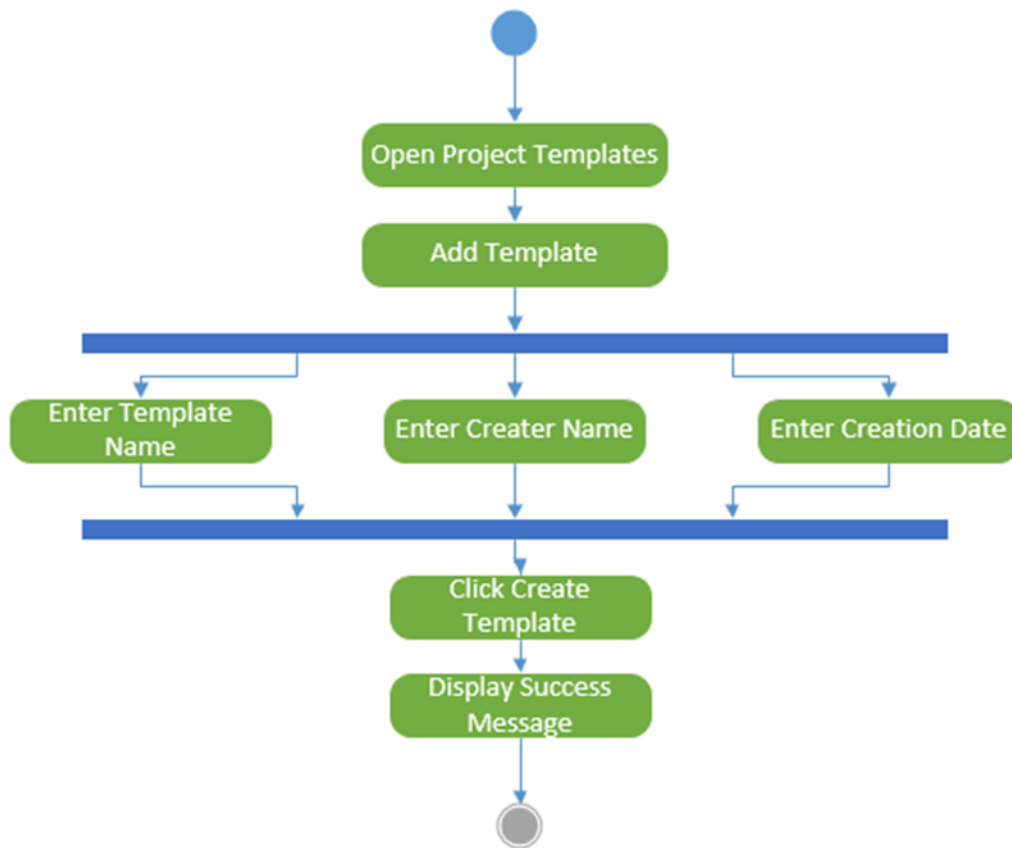 Open Project Templates
Add Template
Enter Template
Name
Enter Creater Name
Enter Creation Date
Click Create
Template
Display Success
Message